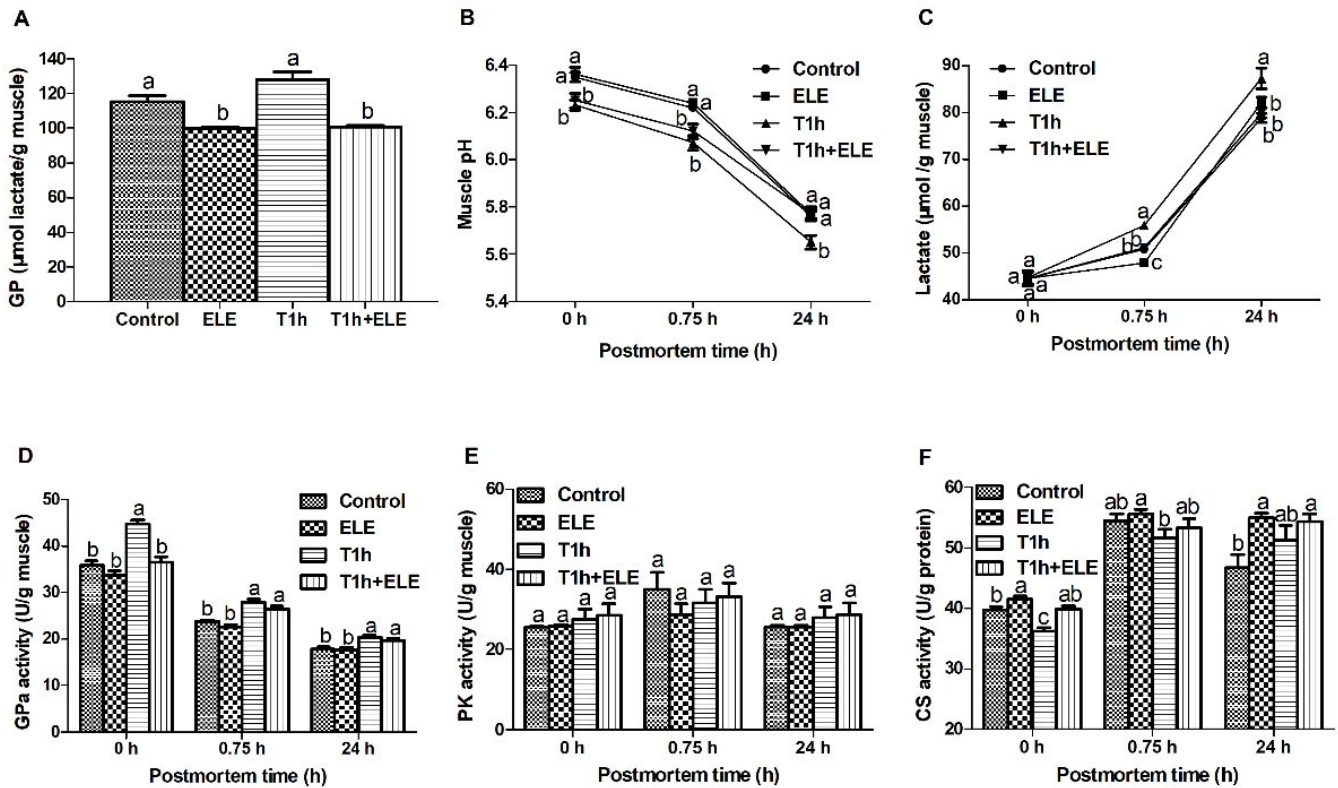 A
GP (µmol lactate/g muscle)
140
120
100
80
60
40
20
0
a
b
a
b
Control
ELE
T1h
T1h+ELE
B
Muscle pH
6.4
6.2
6.0
5.8
5.6
5.4
a
a
b
b
a
a
b
b
a
a
a
b
Control
ELE
T1h
T1h+ELE
0 h
0.75 h
24 h
Postmortem time (h)
C
Lactate (µmol /g muscle)
100
90
80
70
60
50
40
a
a
a
a
a
b
b
c
a
b
b
b
Control
ELE
T1h
T1h+ELE
0 h
0.75 h
24 h
Postmortem time (h)
D
GPa activity (U/g muscle)
50
40
30
20
10
0
b
b
a
b
b
b
a
a
b
b
a
a
Control
ELE
T1h
T1h+ELE
0 h
0.75 h
24 h
Postmortem time (h)
E
PK activity (U/g muscle)
60
40
20
0
a
a
a
a
a
a
a
a
a
a
a
a
Control
ELE
T1h
T1h+ELE
0 h
0.75 h
24 h
Postmortem time (h)
F
CS activity (U/g protein)
60
50
40
30
20
b
a
c
ab
ab
a
b
ab
b
a
ab
a
Control
ELE
T1h
T1h+ELE
0 h
0.75 h
24 h
Postmortem time (h)